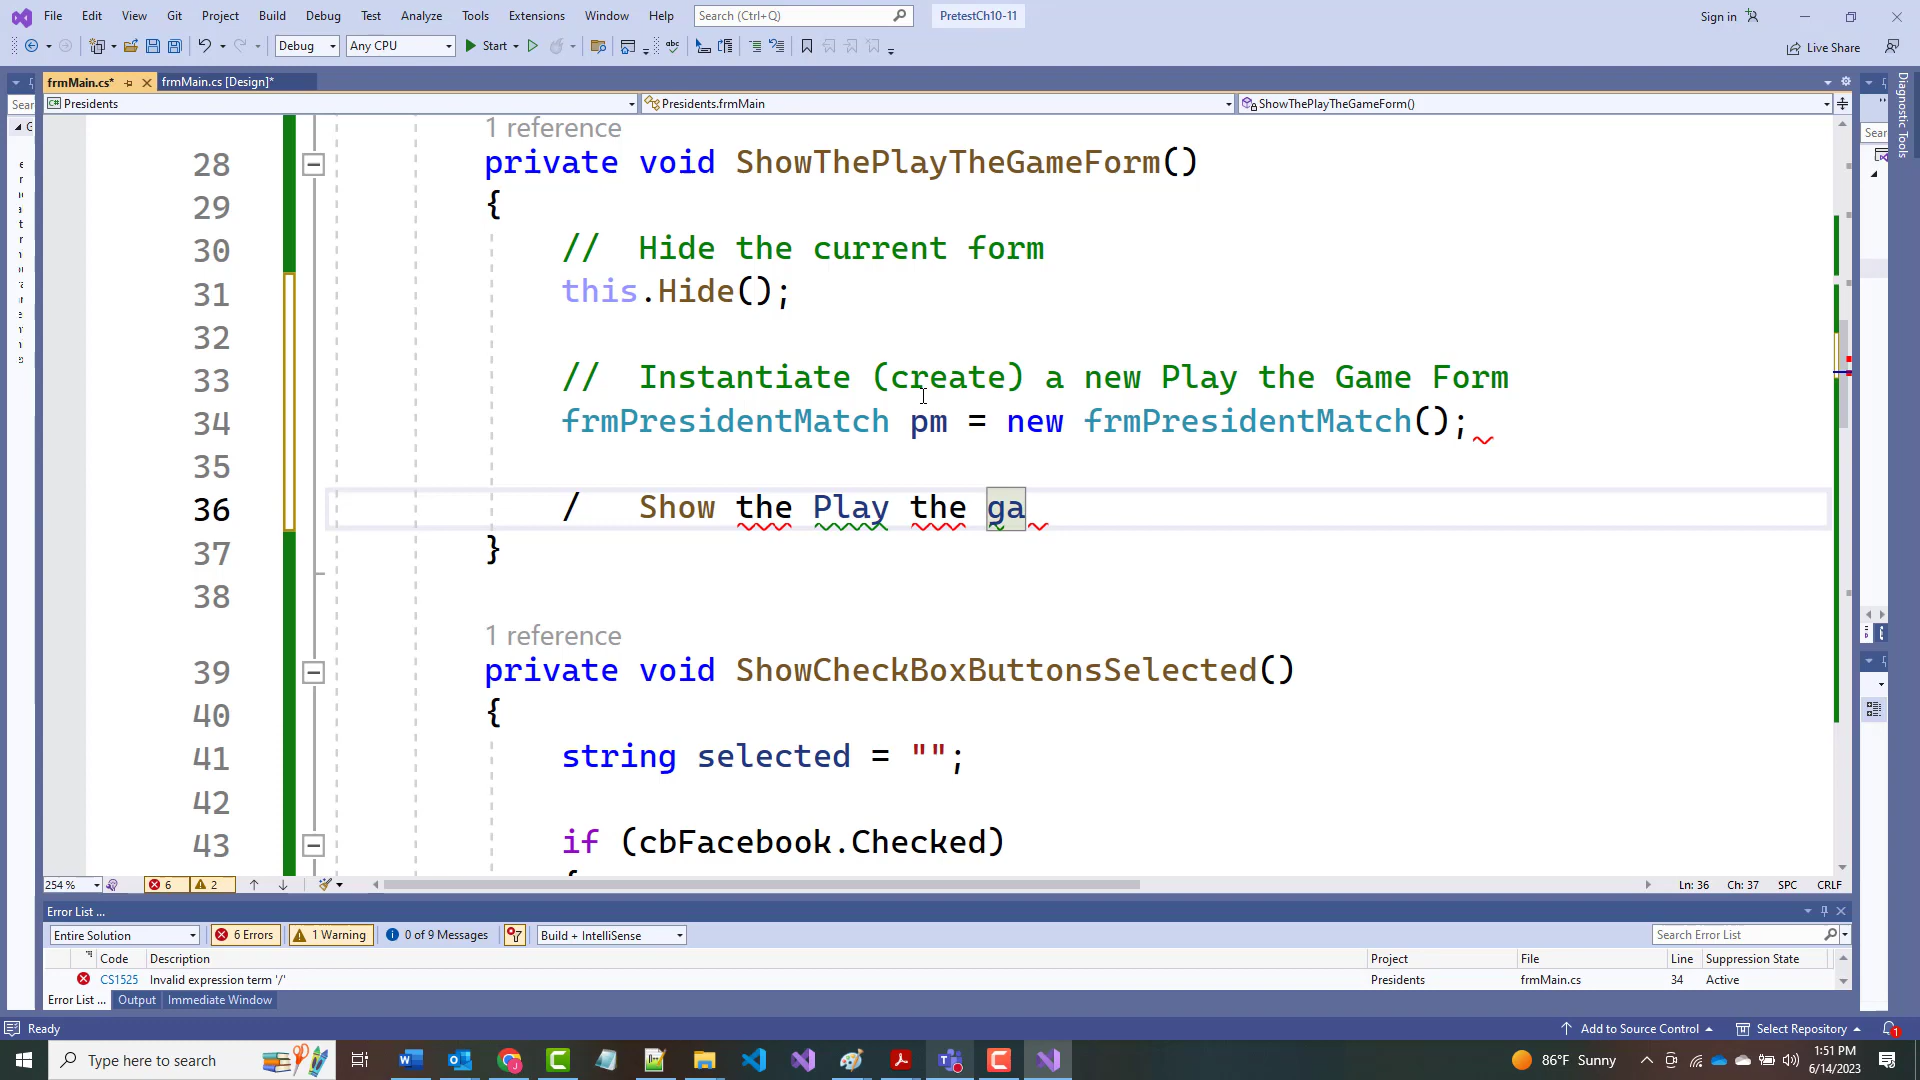 File Edit View Git Project Build Debug Test Analyze Tools Extensions Window Help Search (Ctrl+Q) PretestCh10-11 Sign in
Debug Any CPU Start Live Share
frmMain.cs* frmMain.cs [Design]*
Presidents Presidents.frmMain ShowThePlayTheGameForm()
Diagnostic Tools
1 reference
28 private void ShowThePlayTheGameForm()
29 {
30 // Hide the current form
31 this.Hide();
32
33 // Instantiate (create) a new Play the Game Form
34 frmPresidentMatch pm = new frmPresidentMatch();
35
36 / Show the Play the ga
37 }
38
1 reference
39 private void ShowCheckBoxButtonsSelected()
40 {
41 string selected = "";
42
43 if (cbFacebook.Checked)
254 % 6 2 Ln: 36 Ch: 37 SPC CRLF
Error List ...
Entire Solution 6 Errors 1 Warning 0 of 9 Messages Build + IntelliSense Search Error List
Code Description Project File Line Suppression State
CS1525 Invalid expression term '/' Presidents frmMain.cs 34 Active
Error List ... Output Immediate Window
Ready Add to Source Control Select Repository 1
Type here to search 86°F Sunny 1:51 PM
6/14/2023